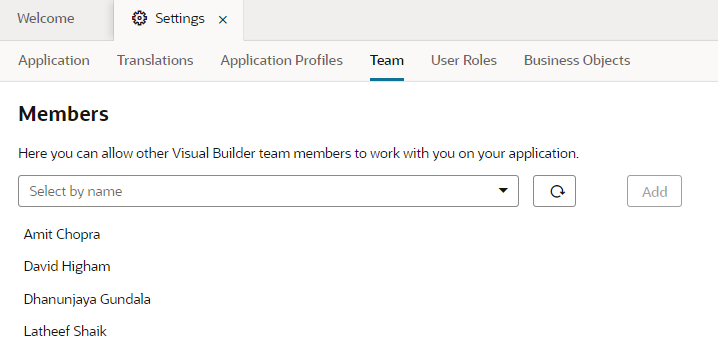 Welcome
Settings ×
Application Translations Application Profiles Team User Roles Business Objects
Members
Here you can allow other Visual Builder team members to work with you on your application.
Select by name Add
Amit Chopra
David Higham
Dhanunjaya Gundala
Latheef Shaik